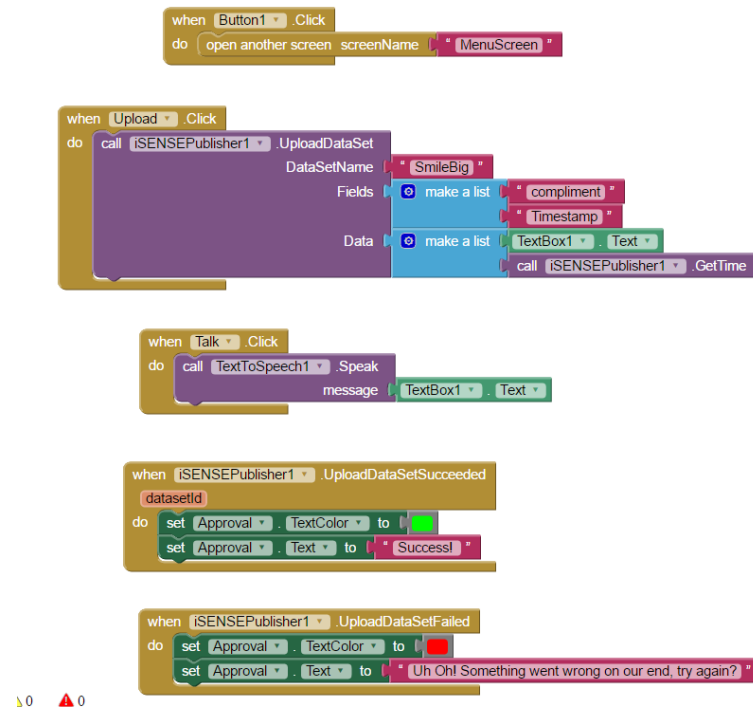 when Button1 .Click
do open another screen screenName " MenuScreen "
when Upload .Click
do call iSENSEPublisher1 .UploadDataSet
DataSetName " SmileBig "
Fields make a list " compliment "
" Timestamp "
Data make a list TextBox1 . Text
call iSENSEPublisher1 .GetTime
when Talk .Click
do call TextToSpeech1 .Speak
message TextBox1 . Text
when iSENSEPublisher1 .UploadDataSetSucceeded
datasetId
do set Approval . TextColor to
set Approval . Text to " Success! "
when iSENSEPublisher1 .UploadDataSetFailed
do set Approval . TextColor to
set Approval . Text to " Uh Oh! Something went wrong on our end, try again? "
0 0